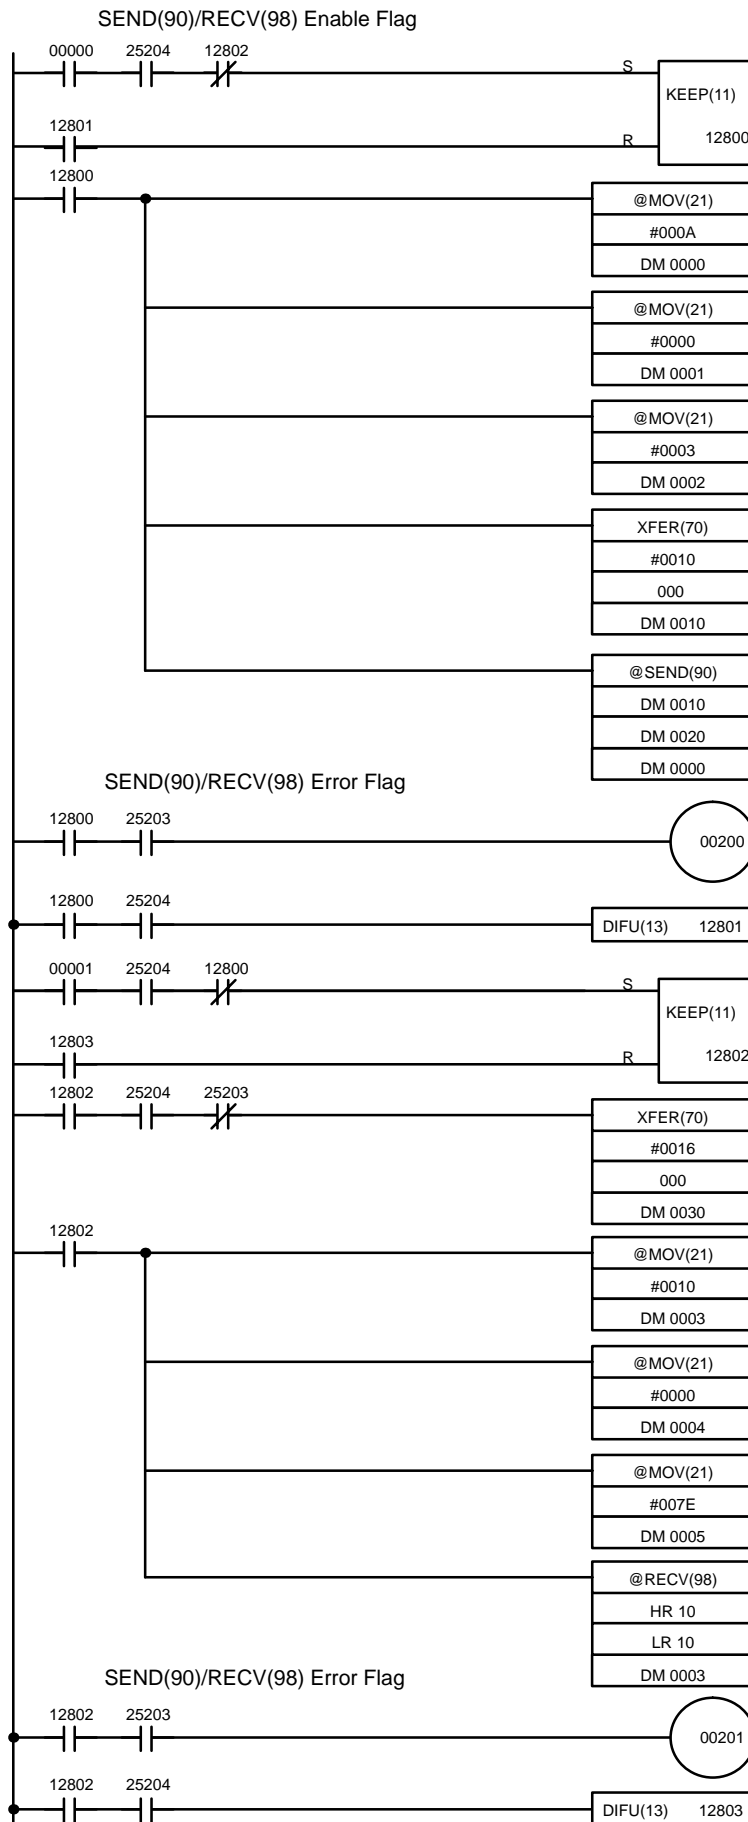 SEND(90)/RECV(98) Enable Flag
00000 25204 12802
S
KEEP(11)
12801
R
12800
12800
@MOV(21)
#000A
DM 0000
@MOV(21)
#0000
DM 0001
@MOV(21)
#0003
DM 0002
XFER(70)
#0010
000
DM 0010
@SEND(90)
DM 0010
DM 0020
DM 0000
SEND(90)/RECV(98) Error Flag
12800 25203
00200
12800 25204
DIFU(13) 12801
00001 25204 12800
S
KEEP(11)
12803
R
12802
12802 25204 25203
XFER(70)
#0016
000
DM 0030
12802
@MOV(21)
#0010
DM 0003
@MOV(21)
#0000
DM 0004
@MOV(21)
#007E
DM 0005
@RECV(98)
HR 10
LR 10
DM 0003
SEND(90)/RECV(98) Error Flag
12802 25203
00201
12802 25204
DIFU(13) 12803